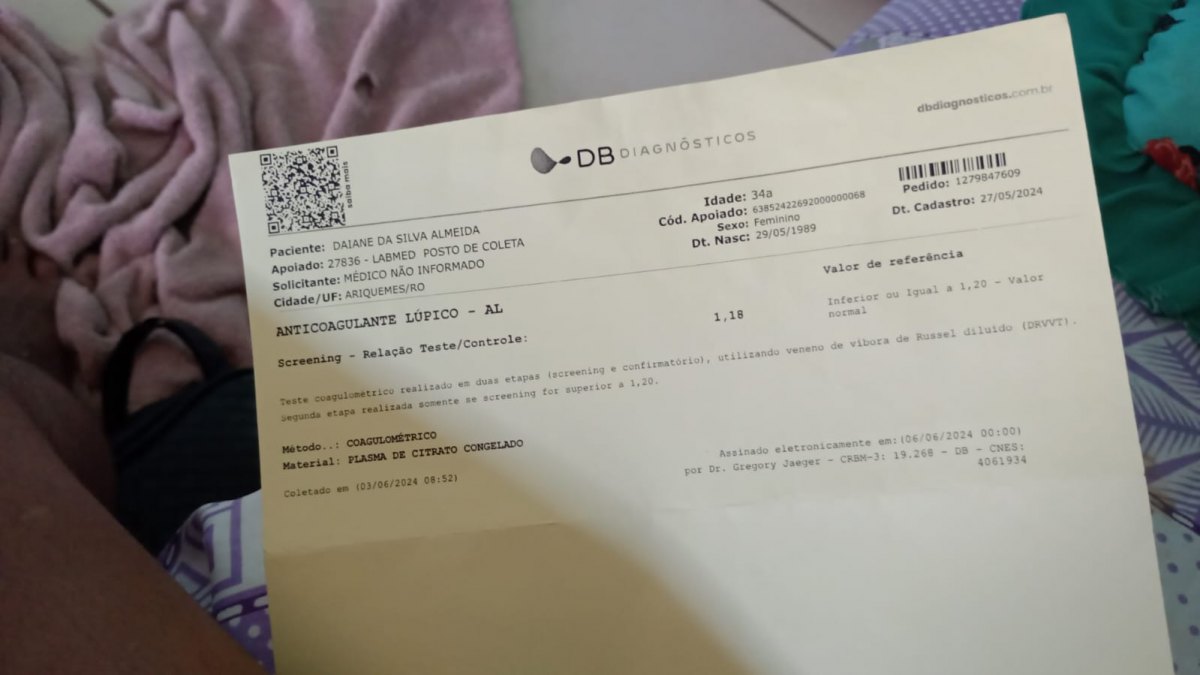 dbdiagnosticos.com.br
DB DIAGNÓSTICOS
saiba mais
Paciente: DAIANE DA SILVA ALMEIDA
Apoiado: 27836 - LABMED POSTO DE COLETA
Solicitante: MÉDICO NÃO INFORMADO
Cidade/UF: ARIQUEMES/RO
Idade: 34a
Cód. Apoiado: 63852422692000000068
Sexo: Feminino
Dt. Nasc: 29/05/1989
Pedido: 1279847609
Dt. Cadastro: 27/05/2024
ANTICOAGULANTE LÚPICO - AL
Valor de referência
Screening - Relação Teste/Controle: 1,18 Inferior ou Igual a 1,20 - Valor
normal
Teste coagulométrico realizado em duas etapas (screening e confirmatório), utilizando veneno de víbora de Russel diluido (DRVVT).
Segunda etapa realizada somente se screening for superior a 1,20.
Método..: COAGULOMÉTRICO
Material: PLASMA DE CITRATO CONGELADO
Coletado em (03/06/2024 08:52)
Assinado eletronicamente em:(06/06/2024 00:00)
por Dr. Gregory Jaeger - CRBM-3: 19.268 - DB - CNES:
4061934